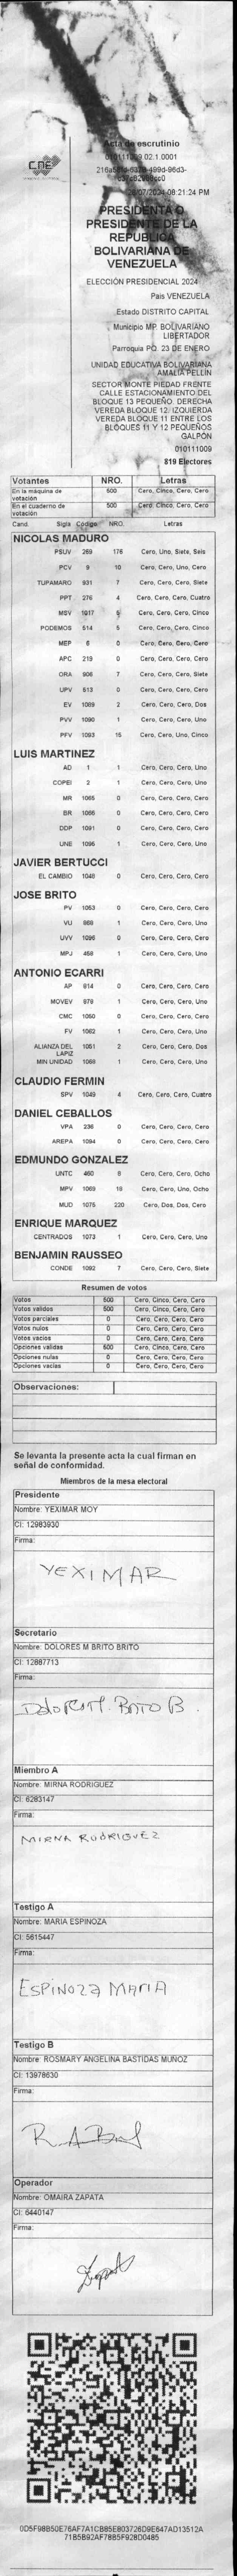 CNE
Acta de escrutinio
010111009.02.1.0001
08:21:24 PM
PRESIDENTA O
PRESIDENTE DE LA
REPUBLICA
BOLIVARIANA DE
VENEZUELA
ELECCIÓN PRESIDENCIAL 2024
Pais VENEZUELA
Estado DISTRITO CAPITAL
Municipio MP. BOLIVARIANO
LIBERTADOR
Parroquia PQ. 23 DE ENERO
UNIDAD EDUCATIVA BOLIVARIANA
AMALIA PELLIN
SECTOR MONTE PIEDAD FRENTE
CALLE ESTACIONAMIENTO DEL
BLOQUE 13 PEQUEÑO. DERECHA
VEREDA BLOQUE 12. IZQUIERDA
VEREDA BLOQUE 11 ENTRE LOS
BLOQUES 11 Y 12 PEQUEÑOS
GALPÓN
010111009
819 Electores
Votantes NRO. Letras
En la máquina de votación 500 Cero, Cinco, Cero, Cero
En el cuaderno de votación 500 Cero, Cinco, Cero, Cero
Cand. Sigla Código NRO. Letras
NICOLAS MADURO
PSUV 269 176 Cero, Uno, Siete, Seis
PCV 9 10 Cero, Cero, Uno, Cero
TUPAMARO 931 7 Cero, Cero, Cero, Siete
PPT 276 4 Cero, Cero, Cero, Cuatro
MSV 1017 5 Cero, Cero, Cero, Cinco
PODEMOS 514 5 Cero, Cero, Cero, Cinco
MEP 6 0 Cero, Cero, Cero, Cero
APC 219 0 Cero, Cero, Cero, Cero
ORA 906 7 Cero, Cero, Cero, Siete
UPV 513 0 Cero, Cero, Cero, Cero
EV 1089 2 Cero, Cero, Cero, Dos
PVV 1090 1 Cero, Cero, Cero, Uno
PFV 1093 15 Cero, Cero, Uno, Cinco
LUIS MARTINEZ
AD 1 1 Cero, Cero, Cero, Uno
COPEI 2 1 Cero, Cero, Cero, Uno
MR 1065 0 Cero, Cero, Cero, Cero
BR 1066 0 Cero, Cero, Cero, Cero
DDP 1091 0 Cero, Cero, Cero, Cero
UNE 1095 1 Cero, Cero, Cero, Uno
JAVIER BERTUCCI
EL CAMBIO 1048 0 Cero, Cero, Cero, Cero
JOSE BRITO
PV 1053 0 Cero, Cero, Cero, Cero
VU 868 1 Cero, Cero, Cero, Uno
UVV 1096 0 Cero, Cero, Cero, Cero
MPJ 458 1 Cero, Cero, Cero, Uno
ANTONIO ECARRI
AP 814 0 Cero, Cero, Cero, Cero
MOVEV 979 1 Cero, Cero, Cero, Uno
CMC 1050 0 Cero, Cero, Cero, Cero
FV 1062 1 Cero, Cero, Cero, Uno
ALIANZA DEL LAPIZ 1051 2 Cero, Cero, Cero, Dos
MIN UNIDAD 1068 1 Cero, Cero, Cero, Uno
CLAUDIO FERMIN
SPV 1049 4 Cero, Cero, Cero, Cuatro
DANIEL CEBALLOS
VPA 236 0 Cero, Cero, Cero, Cero
AREPA 1094 0 Cero, Cero, Cero, Cero
EDMUNDO GONZALEZ
UNTC 460 8 Cero, Cero, Cero, Ocho
MPV 1069 18 Cero, Cero, Uno, Ocho
MUD 1075 220 Cero, Dos, Dos, Cero
ENRIQUE MARQUEZ
CENTRADOS 1073 1 Cero, Cero, Cero, Uno
BENJAMIN RAUSSEO
CONDE 1092 7 Cero, Cero, Cero, Siete
Resumen de votos
Votos 500 Cero, Cinco, Cero, Cero
Votos validos 500 Cero, Cinco, Cero, Cero
Votos parciales 0 Cero, Cero, Cero, Cero
Votos nulos 0 Cero, Cero, Cero, Cero
Votos vacios 0 Cero, Cero, Cero, Cero
Opciones validas 500 Cero, Cinco, Cero, Cero
Opciones nulas 0 Cero, Cero, Cero, Cero
Opciones vacias 0 Cero, Cero, Cero, Cero
Observaciones:
Se levanta la presente acta la cual firman en
señal de conformidad.
Miembros de la mesa electoral
Presidente
Nombre: YEXIMAR MOY
CI: 12983930
Firma:
YEXIMAR
Secretario
Nombre: DOLORES M BRITO BRITO
CI: 12887713
Firma:
Miembro A
Nombre: MIRNA RODRIGUEZ
CI: 6283147
Firma:
MIRNA RODRIGUEZ
Testigo A
Nombre: MARIA ESPINOZA
CI: 5615447
Firma:
ESPINOZA MARIA
Testigo B
Nombre: ROSMARY ANGELINA BASTIDAS MUÑOZ
CI: 13978630
Firma:
Operador
Nombre: OMAIRA ZAPATA
CI: 6440147
Firma:
0D5F98B50E76AF7A1CB85E803726D9E647AD13512A
71B5B92AF78B5F928D0485